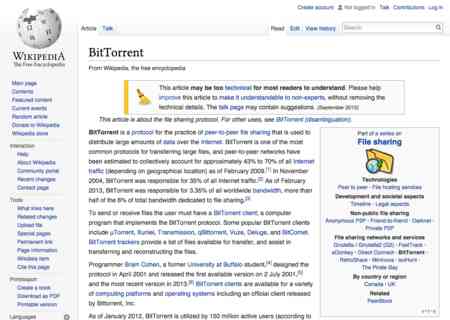 Create account
Not logged in
Talk
Contributions
Log in
Article
Talk
Read
Edit
View history
Search
WIKIPEDIA
The Free Encyclopedia
Main page
Contents
Featured content
Current events
Random article
Donate to Wikipedia
Wikipedia store
Interaction
Help
About Wikipedia
Community portal
Recent changes
Contact page
Tools
What links here
Related changes
Upload file
Special pages
Permanent link
Page information
Wikidata item
Cite this page
Print/export
Create a book
Download as PDF
Printable version
BitTorrent
From Wikipedia, the free encyclopedia
This article may be too technical for most readers to understand. Please help
improve this article to make it understandable to non-experts, without removing the
technical details. The talk page may contain suggestions. (September 2015)
This article is about the file sharing protocol. For other uses, see BitTorrent (disambiguation).
BitTorrent is a protocol for the practice of peer-to-peer file sharing that is used to
distribute large amounts of data over the Internet. BitTorrent is one of the most
common protocols for transferring large files, and peer-to-peer networks have
been estimated to collectively account for approximately 43% to 70% of all Internet
traffic (depending on geographical location) as of February 2009.[1] In November
2004, BitTorrent was responsible for 35% of all Internet traffic.[2] As of February
2013, BitTorrent was responsible for 3.35% of all worldwide bandwidth, more than
half of the 6% of total bandwidth dedicated to file sharing.[3]
To send or receive files the user must have a BitTorrent client; a computer
program that implements the BitTorrent protocol. Some popular BitTorrent clients
include μTorrent, Xunlei, Transmission, qBittorrent, Vuze, Deluge, and BitComet.
BitTorrent trackers provide a list of files available for transfer, and assist in
transferring and reconstructing the files.
Programmer Bram Cohen, a former University at Buffalo student,[4] designed the
protocol in April 2001 and released the first available version on 2 July 2001,[5]
and the most recent version in 2013.[6] BitTorrent clients are available for a variety
of computing platforms and operating systems including an official client released
by Bittorrent, Inc.
As of January 2012, BitTorrent is utilized by 150 million active users (according to
Part of a series on
File sharing
Technologies
Peer to peer · File hosting services
Development and societal aspects
Timeline · Legal aspects
Non-public file sharing
Anonymous P2P · Friend-to-friend · Darknet ·
Private P2P
File sharing networks and services
Gnutella / Gnutella2 (G2) · FastTrack ·
eDonkey · Direct Connect · BitTorrent ·
RetroShare · Miniinova · isoHunt ·
The Pirate Bay
By country or region
Canada · UK
Related
Peerblock
V · T · E